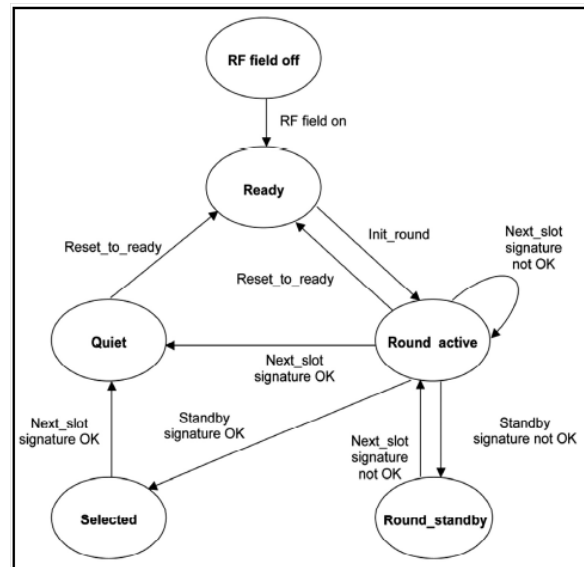 RF field off
RF field on
Ready
Init_round
Next_slot
signature
not OK
Reset_to_ready
Reset_to_ready
Quiet
Round active
Next_slot
signature OK
Next_slot
signature OK
Standby
signature OK
Next_slot
signature
not OK
Standby
signature not OK
Selected
Round_standby